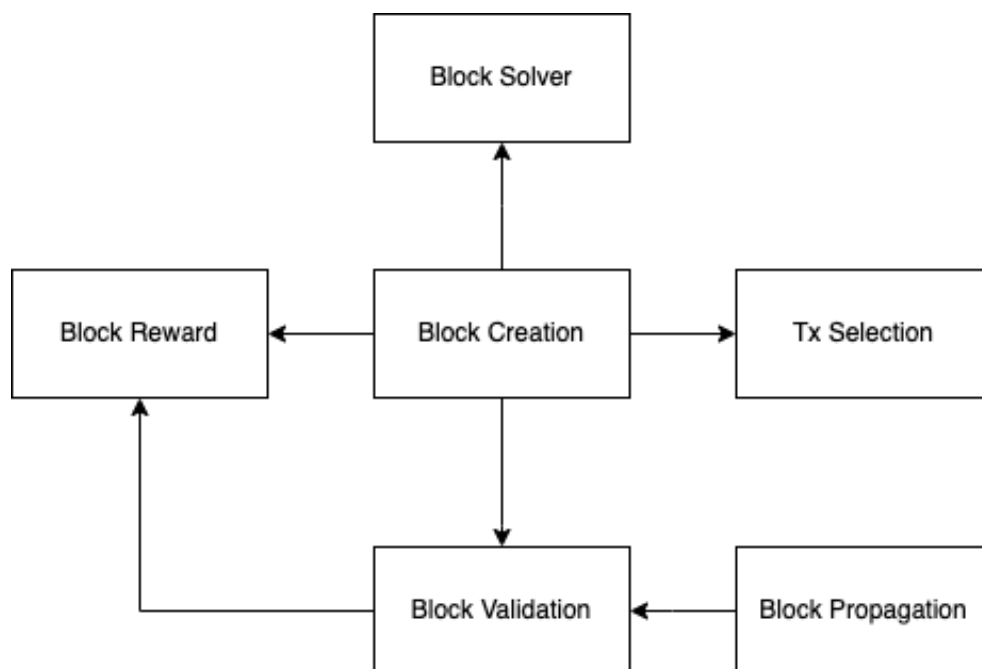 Block Solver
Block Reward
Block Creation
Tx Selection
Block Validation
Block Propagation